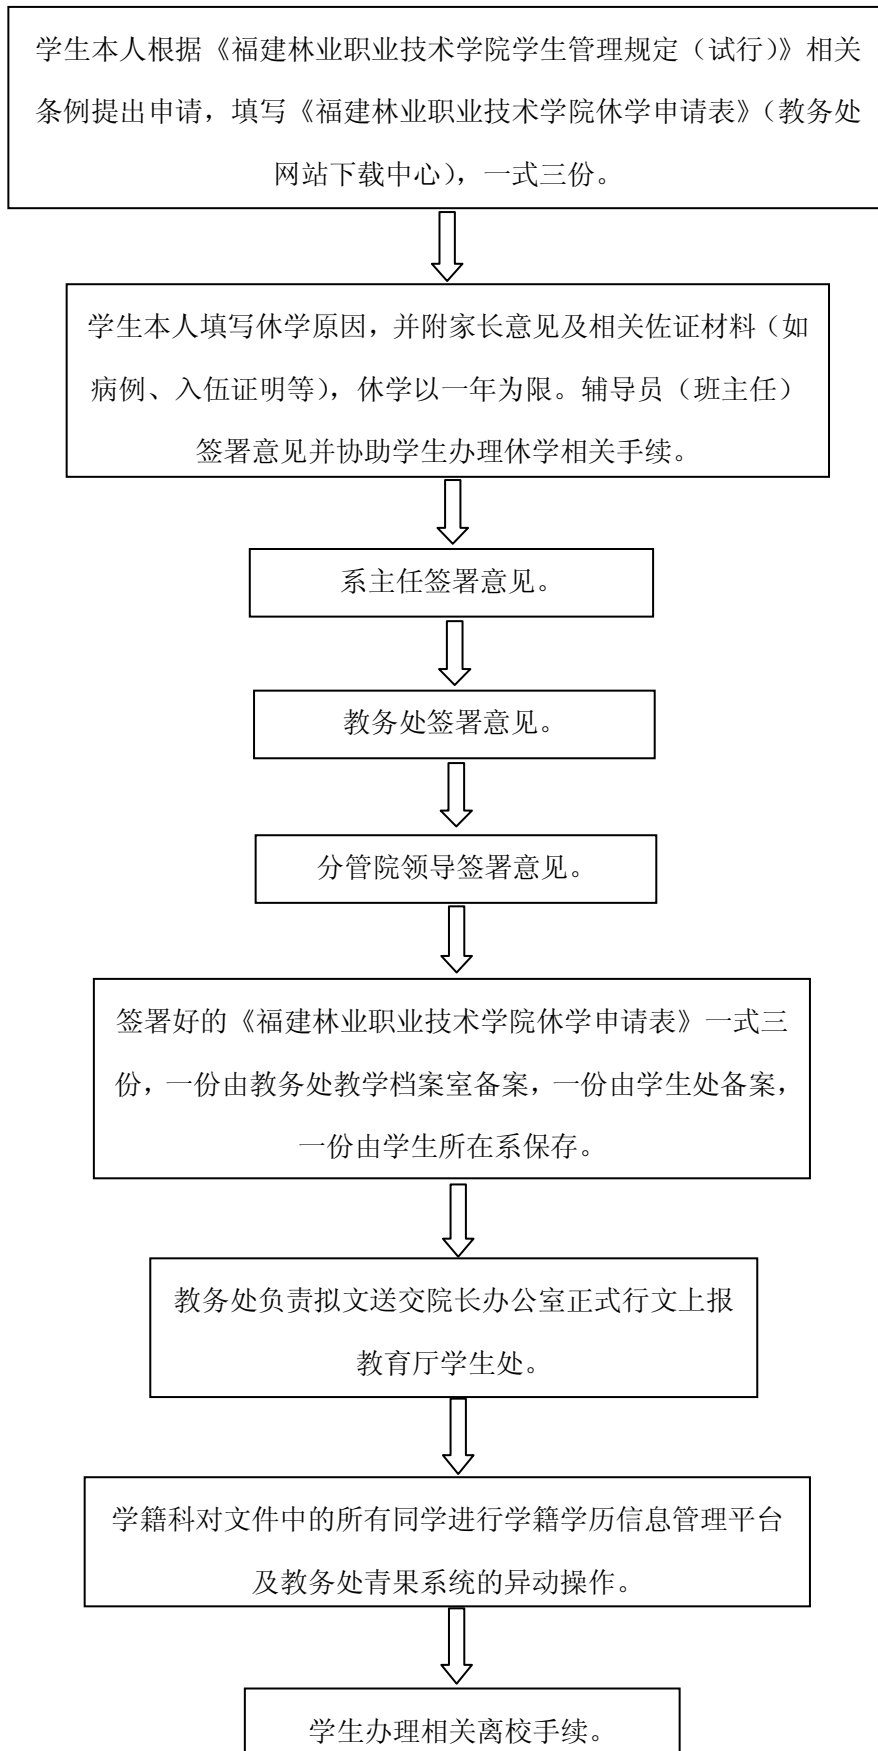 学生本人根据《福建林业职业技术学院学生管理规定（试行）》相关
条例提出申请，填写《福建林业职业技术学院休学申请表》（教务处
网站下载中心），一式三份。
学生本人填写休学原因，并附家长意见及相关佐证材料（如
病例、入伍证明等），休学以一年为限。辅导员（班主任）
签署意见并协助学生办理休学相关手续。
系主任签署意见。
教务处签署意见。
分管院领导签署意见。
签署好的《福建林业职业技术学院休学申请表》一式三
份，一份由教务处教学档案室备案，一份由学生处备案，
一份由学生所在系保存。
教务处负责拟文送交院长办公室正式行文上报
教育厅学生处。
学籍科对文件中的所有同学进行学籍学历信息管理平台
及教务处青果系统的异动操作。
学生办理相关离校手续。